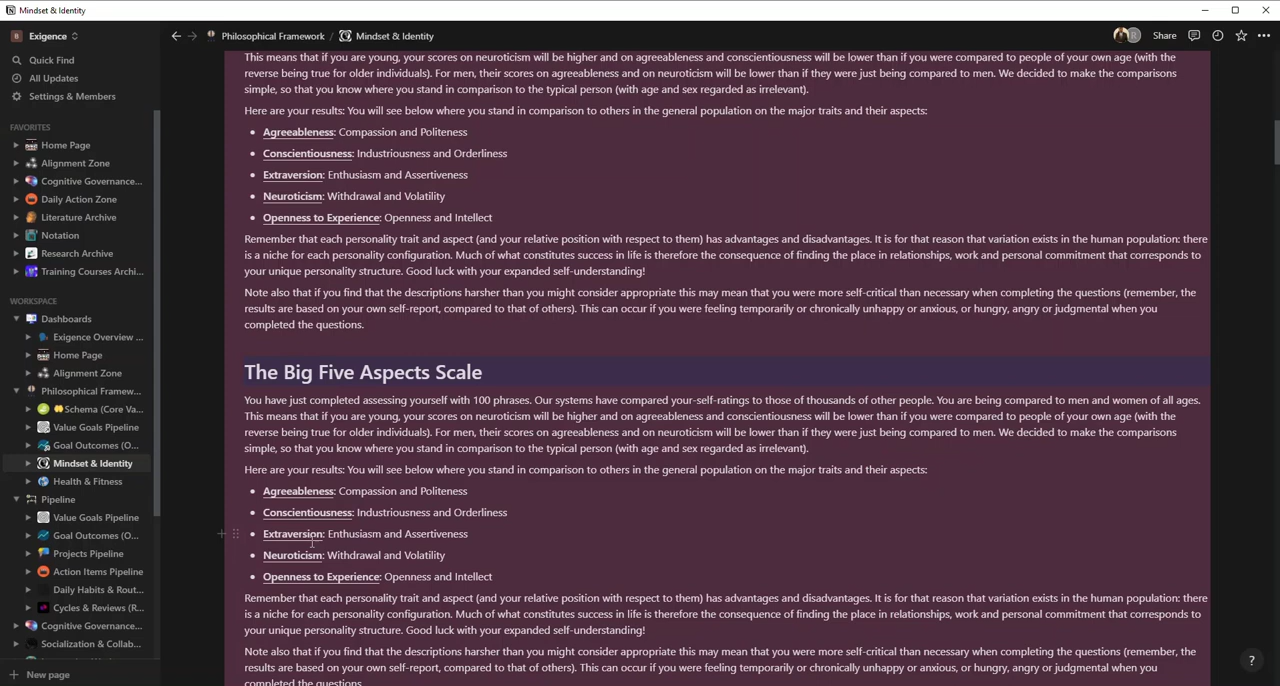 Mindset & Identity
B Exigence
Philosophical Framework / Mindset & Identity
R
Share
Quick Find
All Updates
Settings & Members
FAVORITES
Home Page
Alignment Zone
Cognitive Governance...
Daily Action Zone
Literature Archive
Notation
Research Archive
Training Courses Archi...
WORKSPACE
Dashboards
Exigence Overview ...
Home Page
Alignment Zone
Philosophical Framew...
Schema (Core Va...
Value Goals Pipeline
Goal Outcomes (O...
Mindset & Identity
Health & Fitness
Pipeline
Value Goals Pipeline
Goal Outcomes (O...
Projects Pipeline
Action Items Pipeline
Daily Habits & Rout...
Cycles & Reviews (R...
Cognitive Governance...
Socialization & Collab...
New page
This means that if you are young, your scores on neuroticism will be higher and on agreeableness and conscientiousness will be lower than if you were compared to people of your own age (with the
reverse being true for older individuals). For men, their scores on agreeableness and on neuroticism will be lower than if they were just being compared to men. We decided to make the comparisons
simple, so that you know where you stand in comparison to the typical person (with age and sex regarded as irrelevant).
Here are your results: You will see below where you stand in comparison to others in the general population on the major traits and their aspects:
• Agreeableness: Compassion and Politeness
• Conscientiousness: Industriousness and Orderliness
• Extraversion: Enthusiasm and Assertiveness
• Neuroticism: Withdrawal and Volatility
• Openness to Experience: Openness and Intellect
Remember that each personality trait and aspect (and your relative position with respect to them) has advantages and disadvantages. It is for that reason that variation exists in the human population: there
is a niche for each personality configuration. Much of what constitutes success in life is therefore the consequence of finding the place in relationships, work and personal commitment that corresponds to
your unique personality structure. Good luck with your expanded self-understanding!
Note also that if you find that the descriptions harsher than you might consider appropriate this may mean that you were more self-critical than necessary when completing the questions (remember, the
results are based on your own self-report, compared to that of others). This can occur if you were feeling temporarily or chronically unhappy or anxious, or hungry, angry or judgmental when you
completed the questions.
The Big Five Aspects Scale
You have just completed assessing yourself with 100 phrases. Our systems have compared your-self-ratings to those of thousands of other people. You are being compared to men and women of all ages.
This means that if you are young, your scores on neuroticism will be higher and on agreeableness and conscientiousness will be lower than if you were compared to people of your own age (with the
reverse being true for older individuals). For men, their scores on agreeableness and on neuroticism will be lower than if they were just being compared to men. We decided to make the comparisons
simple, so that you know where you stand in comparison to the typical person (with age and sex regarded as irrelevant).
Here are your results: You will see below where you stand in comparison to others in the general population on the major traits and their aspects:
• Agreeableness: Compassion and Politeness
• Conscientiousness: Industriousness and Orderliness
• Extraversion: Enthusiasm and Assertiveness
• Neuroticism: Withdrawal and Volatility
• Openness to Experience: Openness and Intellect
Remember that each personality trait and aspect (and your relative position with respect to them) has advantages and disadvantages. It is for that reason that variation exists in the human population: there
is a niche for each personality configuration. Much of what constitutes success in life is therefore the consequence of finding the place in relationships, work and personal commitment that corresponds to
your unique personality structure. Good luck with your expanded self-understanding!
Note also that if you find that the descriptions harsher than you might consider appropriate this may mean that you were more self-critical than necessary when completing the questions (remember, the
results are based on your own self-report, compared to that of others). This can occur if you were feeling temporarily or chronically unhappy or anxious, or hungry, angry or judgmental when you
completed the questions.
?